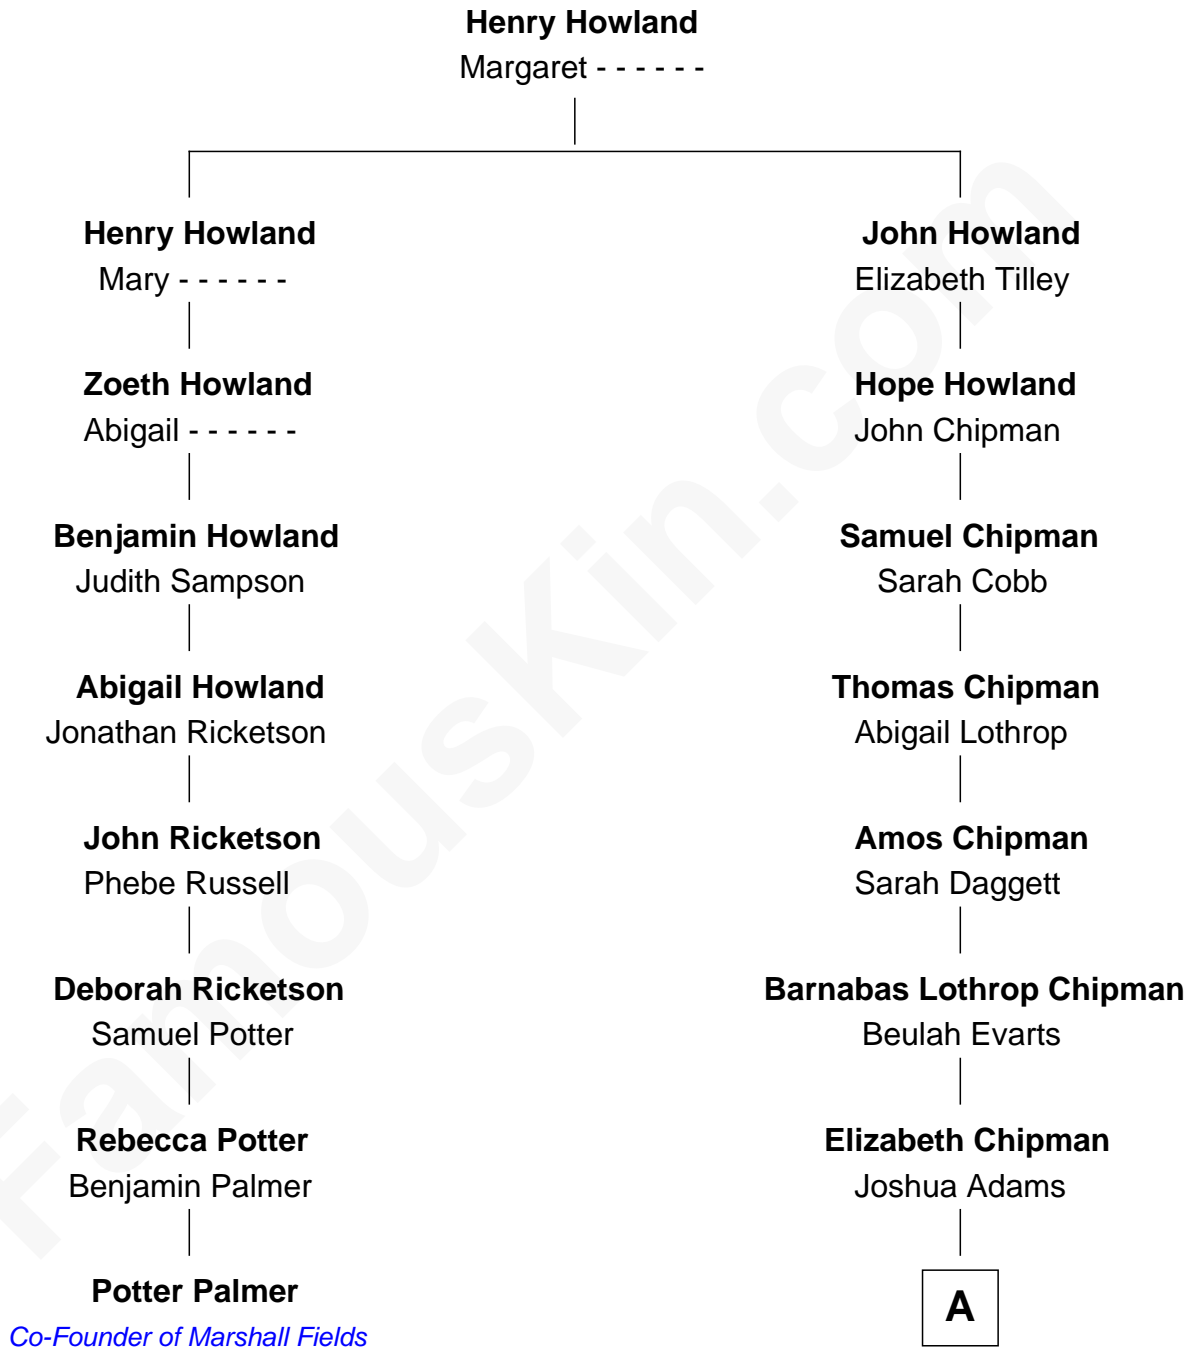 Henry Howland
Margaret - - - - - -
Henry Howland
Mary - - - - - -
John Howland
Elizabeth Tilley
Zoeth Howland
Abigail - - - - - -
Hope Howland
John Chipman
Benjamin Howland
Judith Sampson
Samuel Chipman
Sarah Cobb
Abigail Howland
Jonathan Ricketson
Thomas Chipman
Abigail Lothrop
John Ricketson
Phebe Russell
Amos Chipman
Sarah Daggett
Deborah Ricketson
Samuel Potter
Barnabas Lothrop Chipman
Beulah Evarts
Rebecca Potter
Benjamin Palmer
Elizabeth Chipman
Joshua Adams
Potter Palmer
Co-Founder of Marshall Fields
A
FamousKin.com